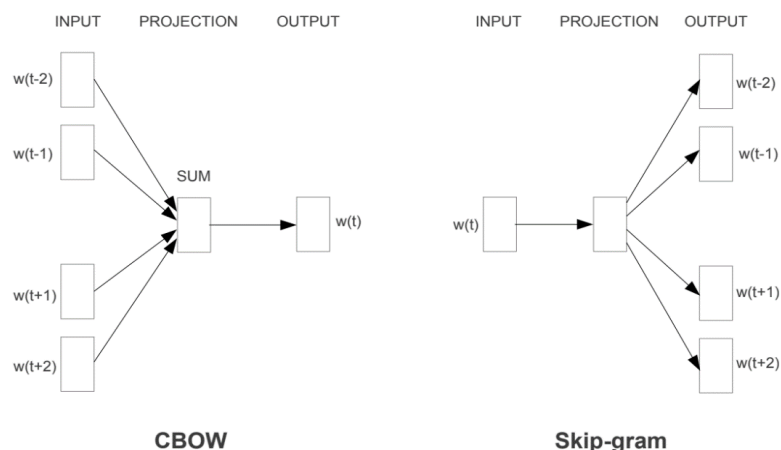 INPUT PROJECTION OUTPUT
w(t-2)
w(t-1)
SUM
w(t)
w(t+1)
w(t+2)
CBOW
INPUT PROJECTION OUTPUT
w(t-2)
w(t-1)
w(t)
w(t+1)
w(t+2)
Skip-gram